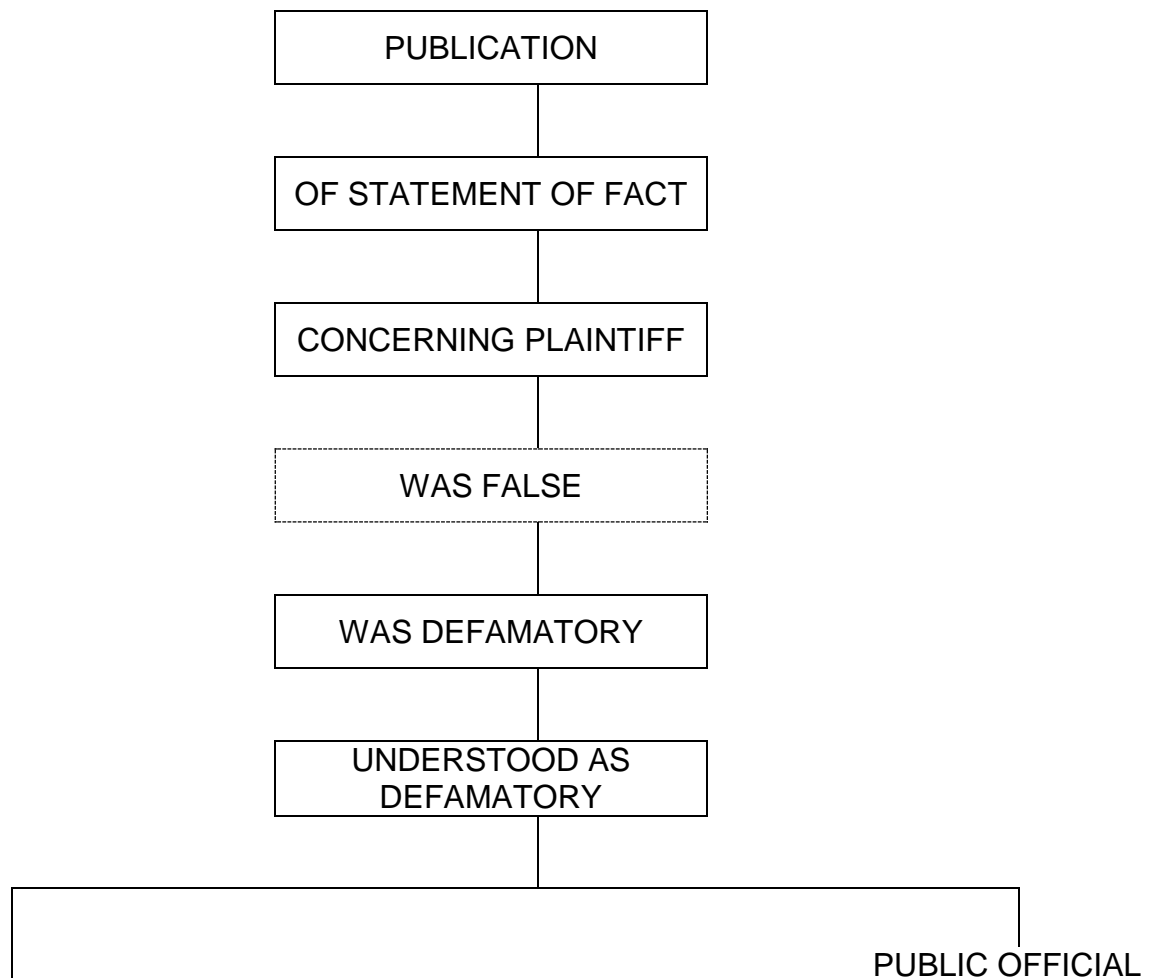 PUBLICATION
OF STATEMENT OF FACT
CONCERNING PLAINTIFF
WAS FALSE
WAS DEFAMATORY
UNDERSTOOD AS
DEFAMATORY
PUBLIC OFFICIAL